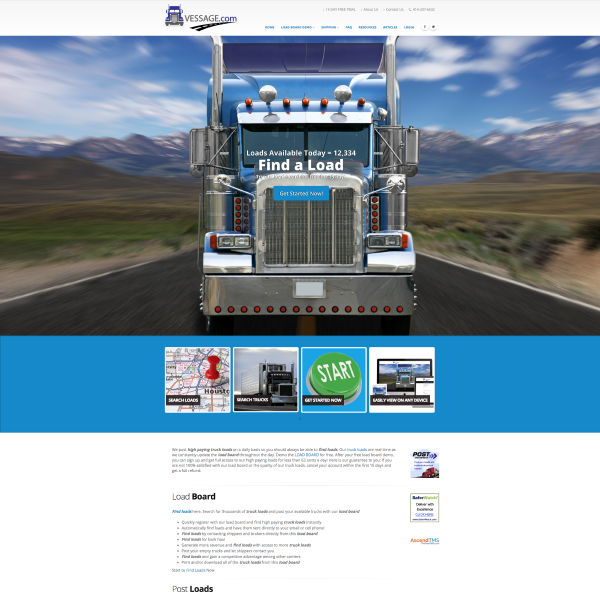 VESSAGE.com
15-DAY FREE TRIAL
About Us
Contact Us
HOME
LOAD BOARD DEMO
SHIPPING
FAQ
RESOURCES
ARTICLES
LOGIN
Loads Available Today = 12,334
Find a Load
Get Started Now!
SEARCH LOADS
SEARCH TRUCKS
START
GET STARTED NOW
EASILY VIEW ON ANY DEVICE
We post high paying truck loads on a daily basis so you should always be able to find loads. Our truck loads are real time as
we constantly update the load board throughout the day. Demo the LOAD BOARD for free. After your free load board demo,
you can sign up and get full access to our high paying loads for less than 63 cents a day! Here is our guarantee to you: if you
are not 100% satisfied with our load board or the quality of our truck loads, cancel your account within the first 15 days and
get a full refund.
POST
Load Board
Find loads here. Search for thousands of truck loads and post your available trucks with our load board
Quickly register with our load board and find high paying truck loads instantly
Automatically find loads and have them sent directly to your email or cell phone!
Find loads by contacting shippers and brokers directly from this load board
Find loads for back haul
Generate more revenue and find loads with access to more truck loads
Post your empty trucks and let shippers contact you
Find loads and gain a competitive advantage among other carriers
Print and/or download all of the truck loads from this load board
Start to Find Loads Now
SaferWatch
Deliver with
Excellence
CLICK HERE
AscendTMS
Post Loads